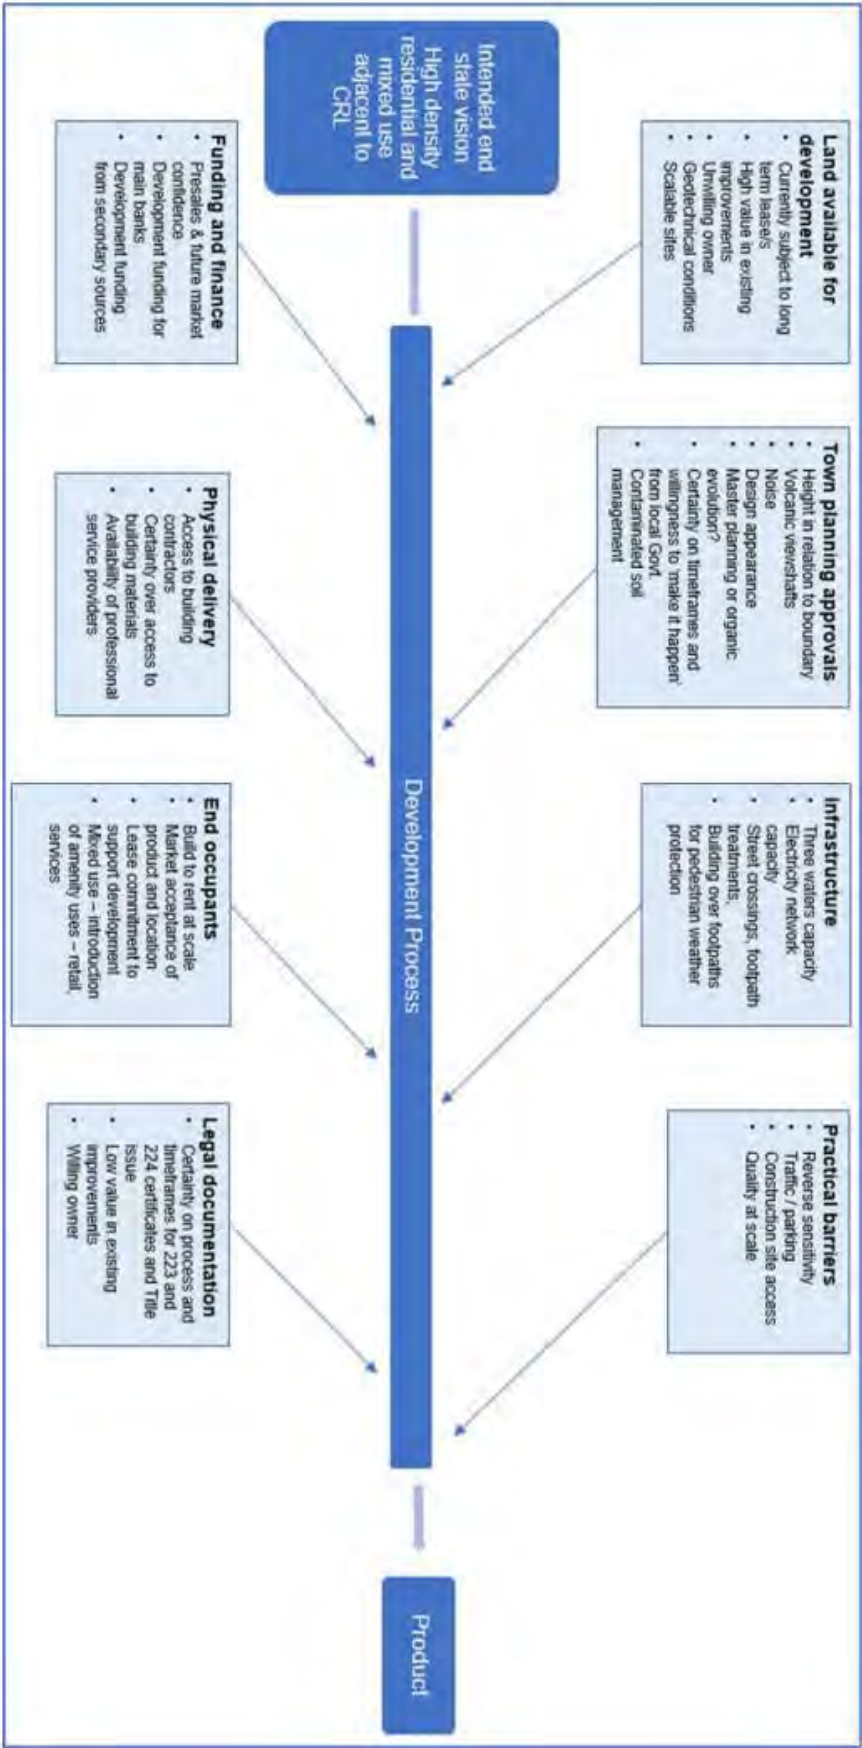 Intended end
state vision
High density
residential and
mixed use
adjacent to
CRL
Land available for
development
• Currently subject to long
term lease/s
• High value in existing
improvements
• Unwilling owner
• Geotechnical conditions
• Scalable sites
Town planning approvals
• Height in relation to boundary
• Volcanic viewshafts
• Noise
• Design appearance
• Master planning or organic
evolution?
• Certainty on timeframes and
willingness to 'make it happen'
from local Govt.
• Contaminated soil
management
Infrastructure
• Three waters capacity
• Electricity network
capacity
• Street crossings, footpath
treatments,
• Building over footpaths
for pedestrian weather
protection
Practical barriers
• Reverse sensitivity
• Traffic / parking
• Construction site access
• Quality at scale
Development Process
Product
Funding and finance
• Presales & future market
confidence
• Development funding for
main banks
• Development funding
from secondary sources
Physical delivery
• Access to building
contractors
• Certainty over access to
building materials
• Availability of professional
service providers
End occupants
• Build to rent at scale
• Market acceptance of
product and location
• Lease commitment to
support development
• Mixed use – introduction
of amenity uses – retail,
services
Legal documentation
• Certainty on process and
timeframes for 223 and
224 certificates and Title
issue
• Low value in existing
improvements
• Willing owner